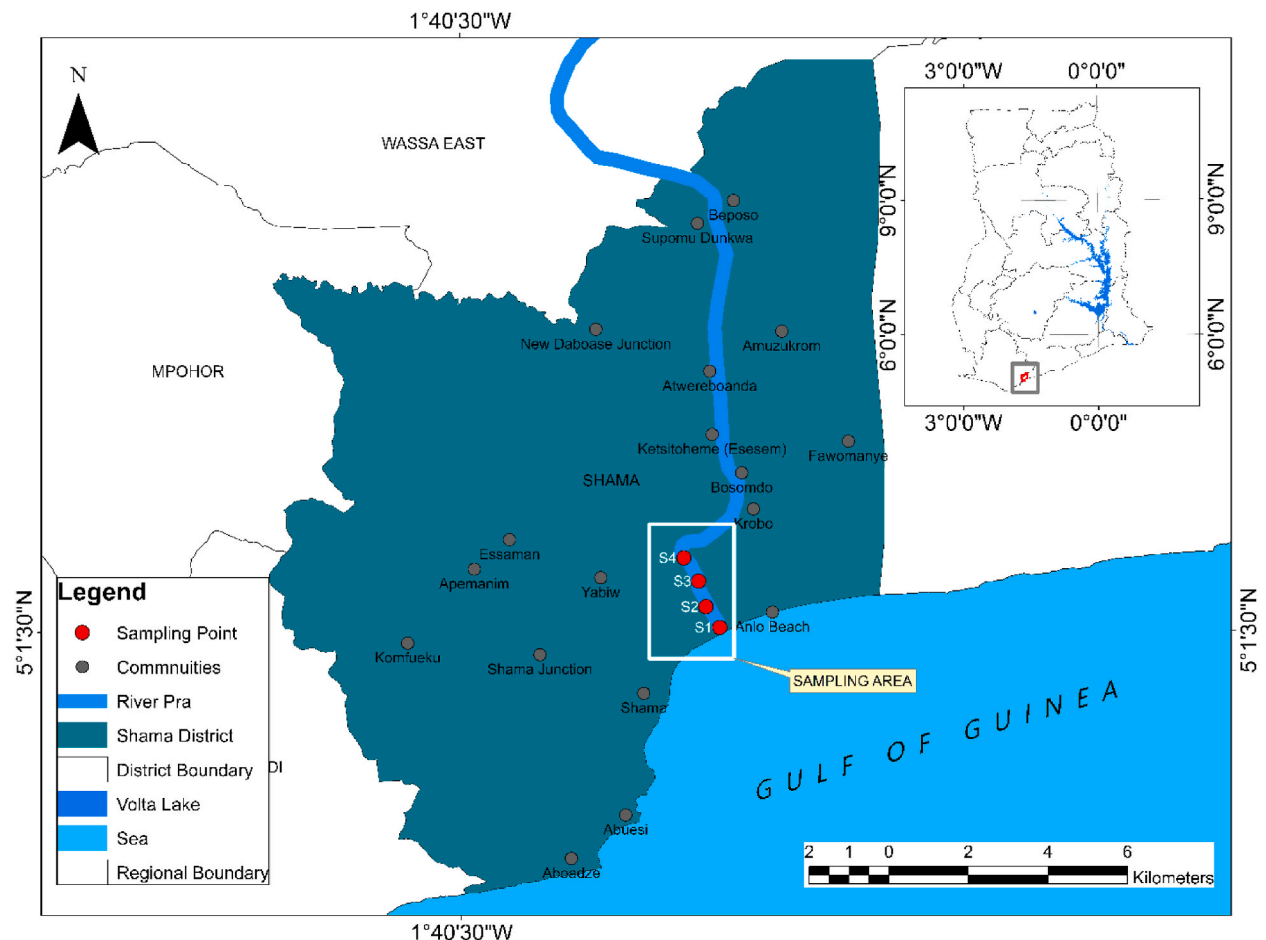 1°40'30"W
N
WASSA EAST
MPOHOR
Beposo
Supomu Dunkwa
New Daboase Junction
Amuzukrom
Atwereboanda
Ketsitoheme (Esesem)
Fawomanye
SHAMA
Bosomdo
Krobo
Essaman
Apemanim
Yabiw
S4
S3
S2
S1
Anlo Beach
Komfueku
Shama Junction
Shama
SAMPLING AREA
Abuesi
Aboadze
GULF OF GUINEA
5°1'30"N
5°1'30"N
3°0'0"W 0°0'0"
9°0'0"N
9°0'0"N
6°0'0"N
6°0'0"N
3°0'0"W 0°0'0"
Legend
Sampling Point
Commnuities
River Pra
Shama District
District Boundary
DI
Volta Lake
Sea
Regional Boundary
2 1 0 2 4 6
Kilometers
1°40'30"W